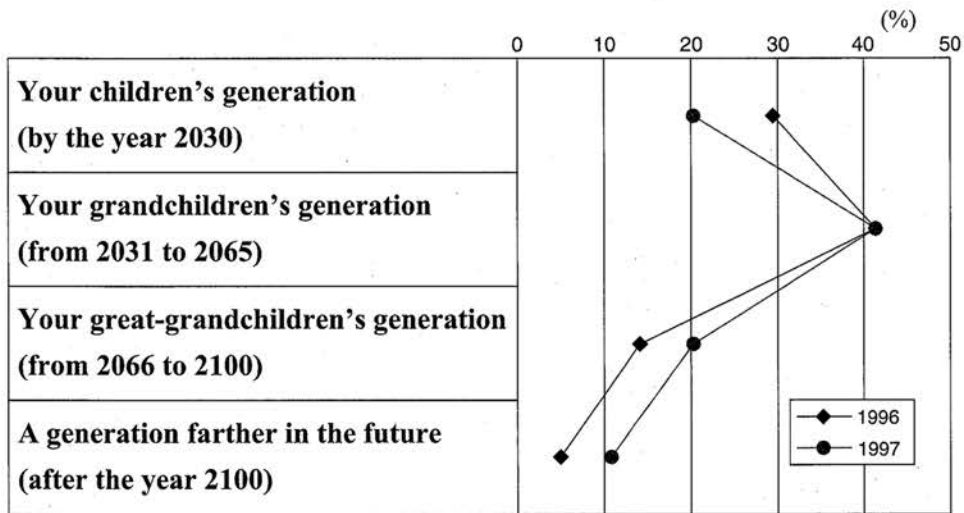 (%)
0 10 20 30 40 50
Your children's generation
(by the year 2030)
Your grandchildren's generation
(from 2031 to 2065)
Your great-grandchildren's generation
(from 2066 to 2100)
A generation farther in the future
(after the year 2100)
1996
1997